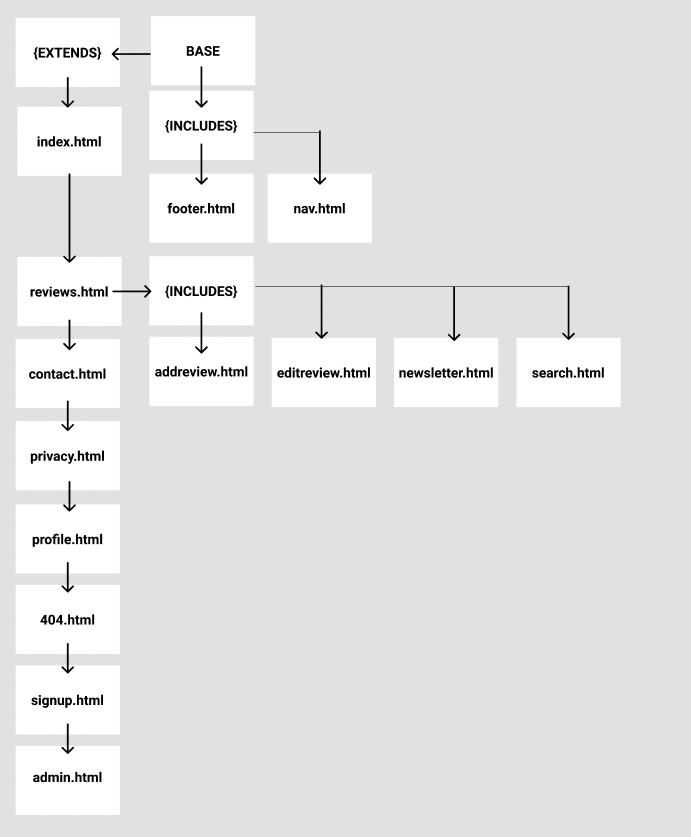 {EXTENDS}
BASE
{INCLUDES}
index.html
footer.html
nav.html
reviews.html
{INCLUDES}
contact.html
addreview.html
editreview.html
newsletter.html
search.html
privacy.html
profile.html
404.html
signup.html
admin.html